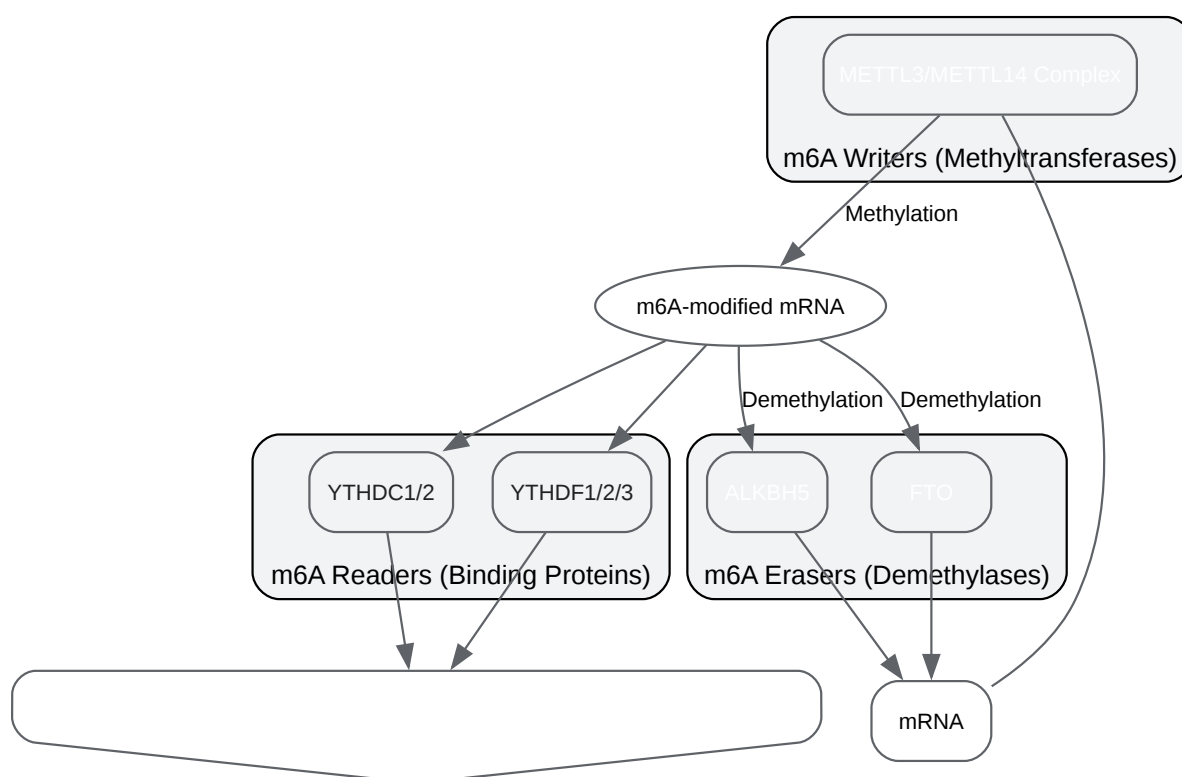 METTL3/METTL14 Complex
m6A Writers (Methyltransferases)
Methylation
m6A-modified mRNA
Demethylation
Demethylation
YTHDC1/2
YTHDF1/2/3
ALKBH5
FTO
m6A Readers (Binding Proteins)
m6A Erasers (Demethylases)
mRNA